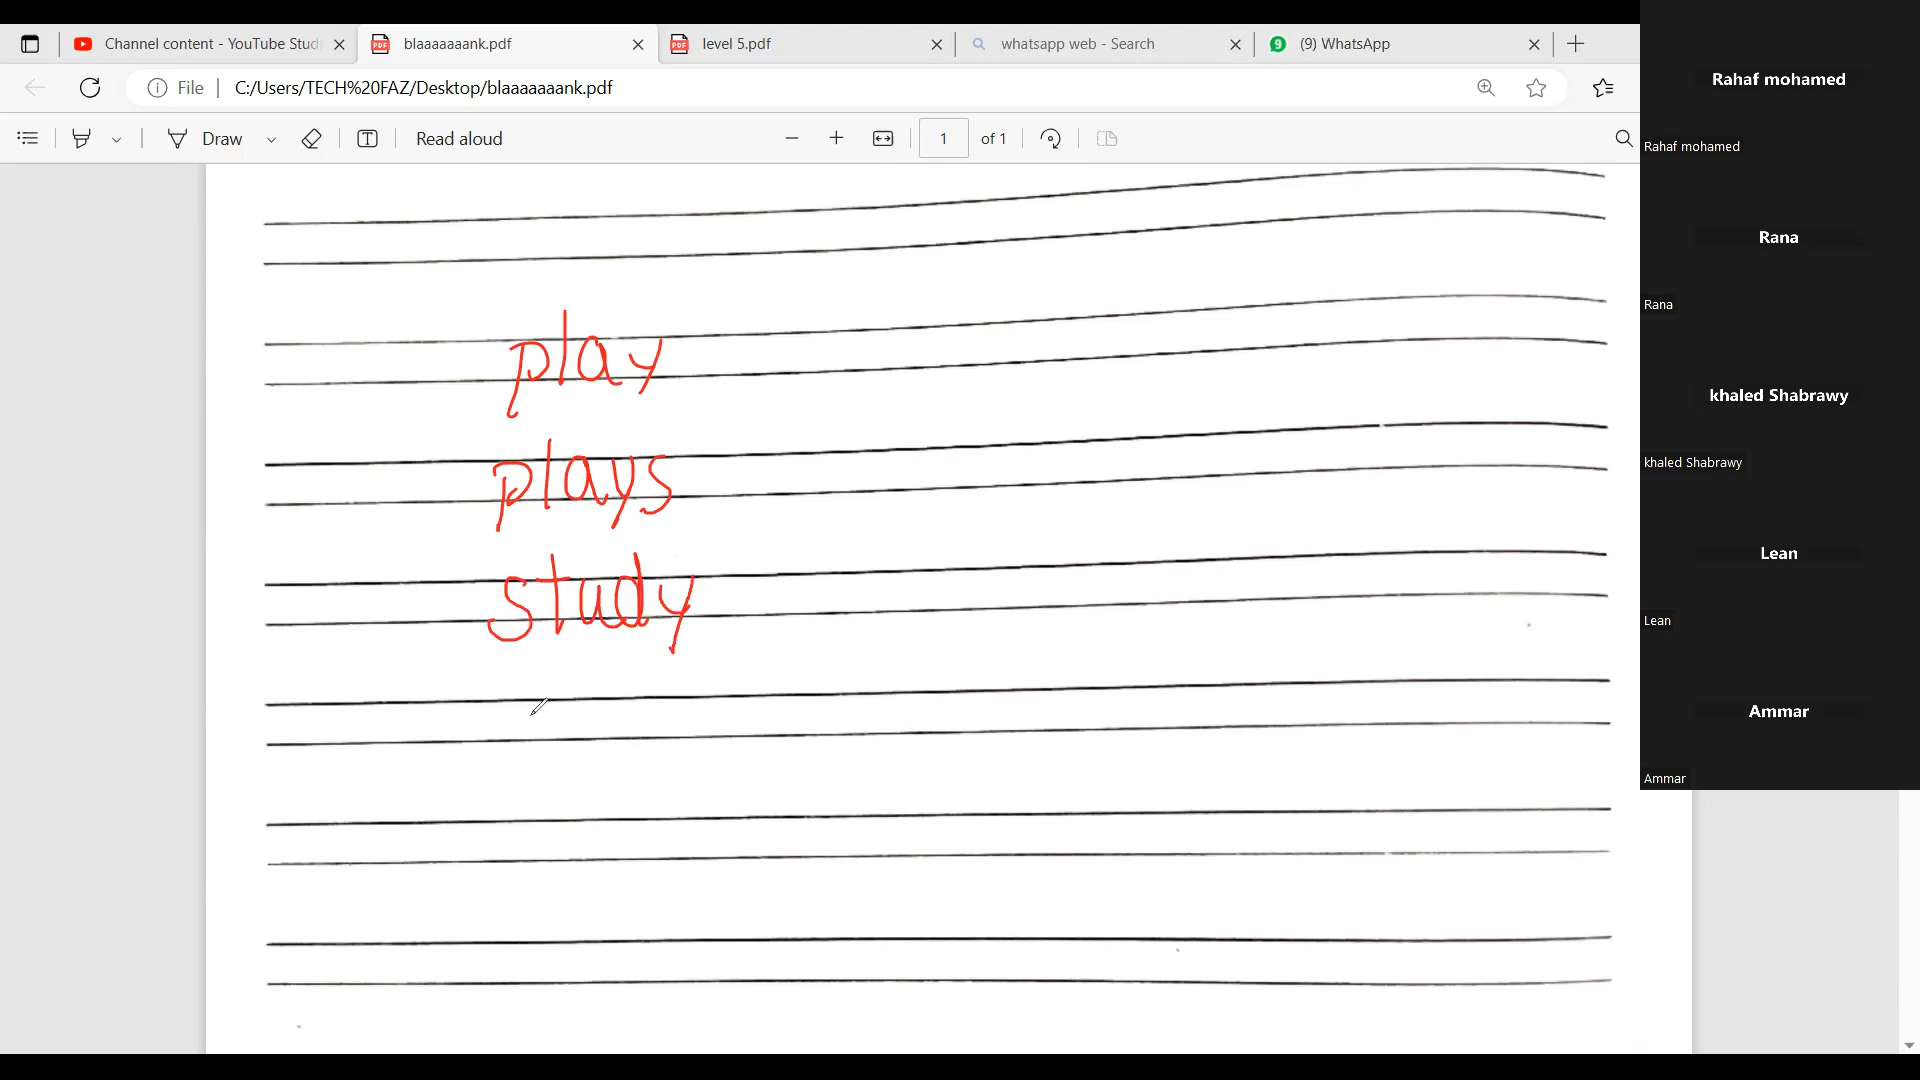 Channel content - YouTube Stud
blaaaaaaank.pdf
level 5.pdf
whatsapp web - Search
9
(9) WhatsApp
File
C:/Users/TECH%20FAZ/Desktop/blaaaaaaank.pdf
Draw
Read aloud
1
of 1
play
plays
study
Rahaf mohamed
Rahaf mohamed
Rana
Rana
khaled Shabrawy
khaled Shabrawy
Lean
Lean
Ammar
Ammar